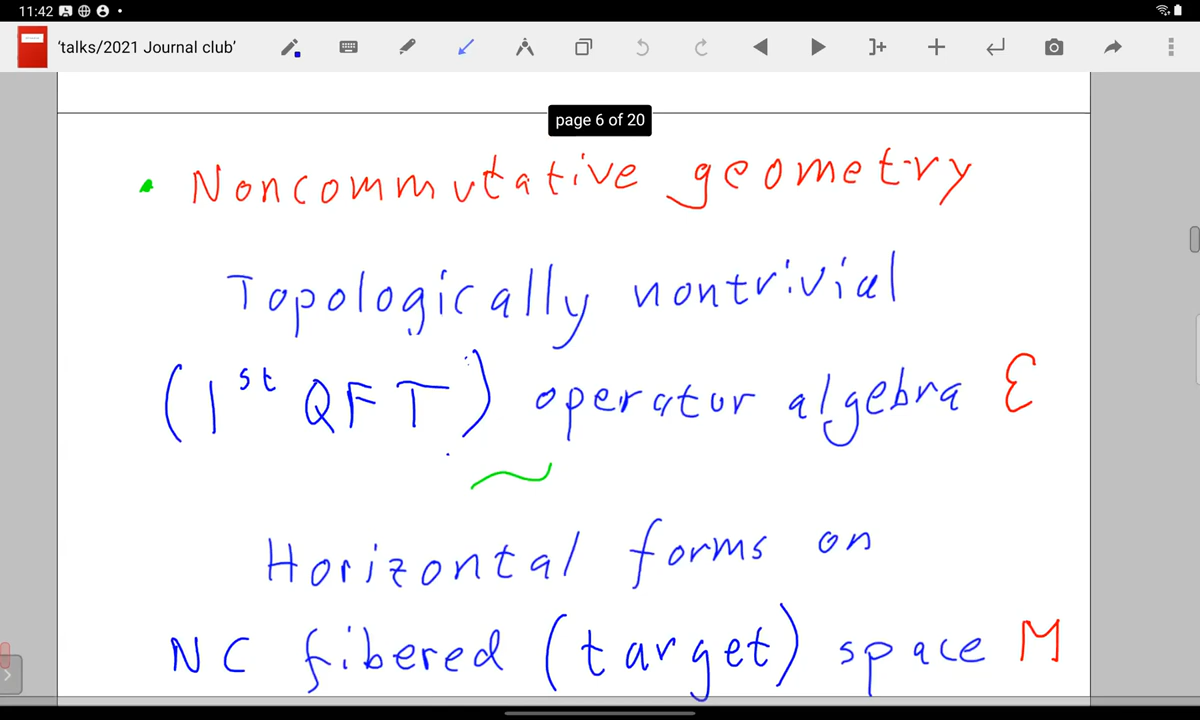 11:42
'talks/2021 Journal club'
page 6 of 20
Noncommutative geometry
Topologically nontrivial
(1st QFT) operator algebra ℰ
Horizontal forms on
NC fibered (target) space M